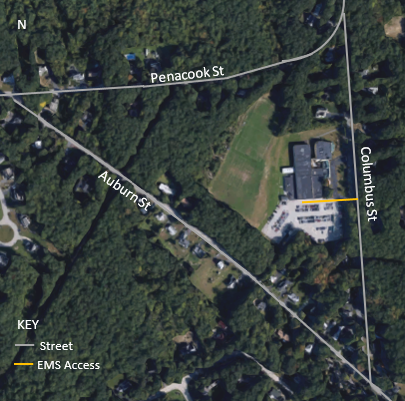 N
Penacook St
Auburn St
Columbus St
KEY
Street
EMS Access